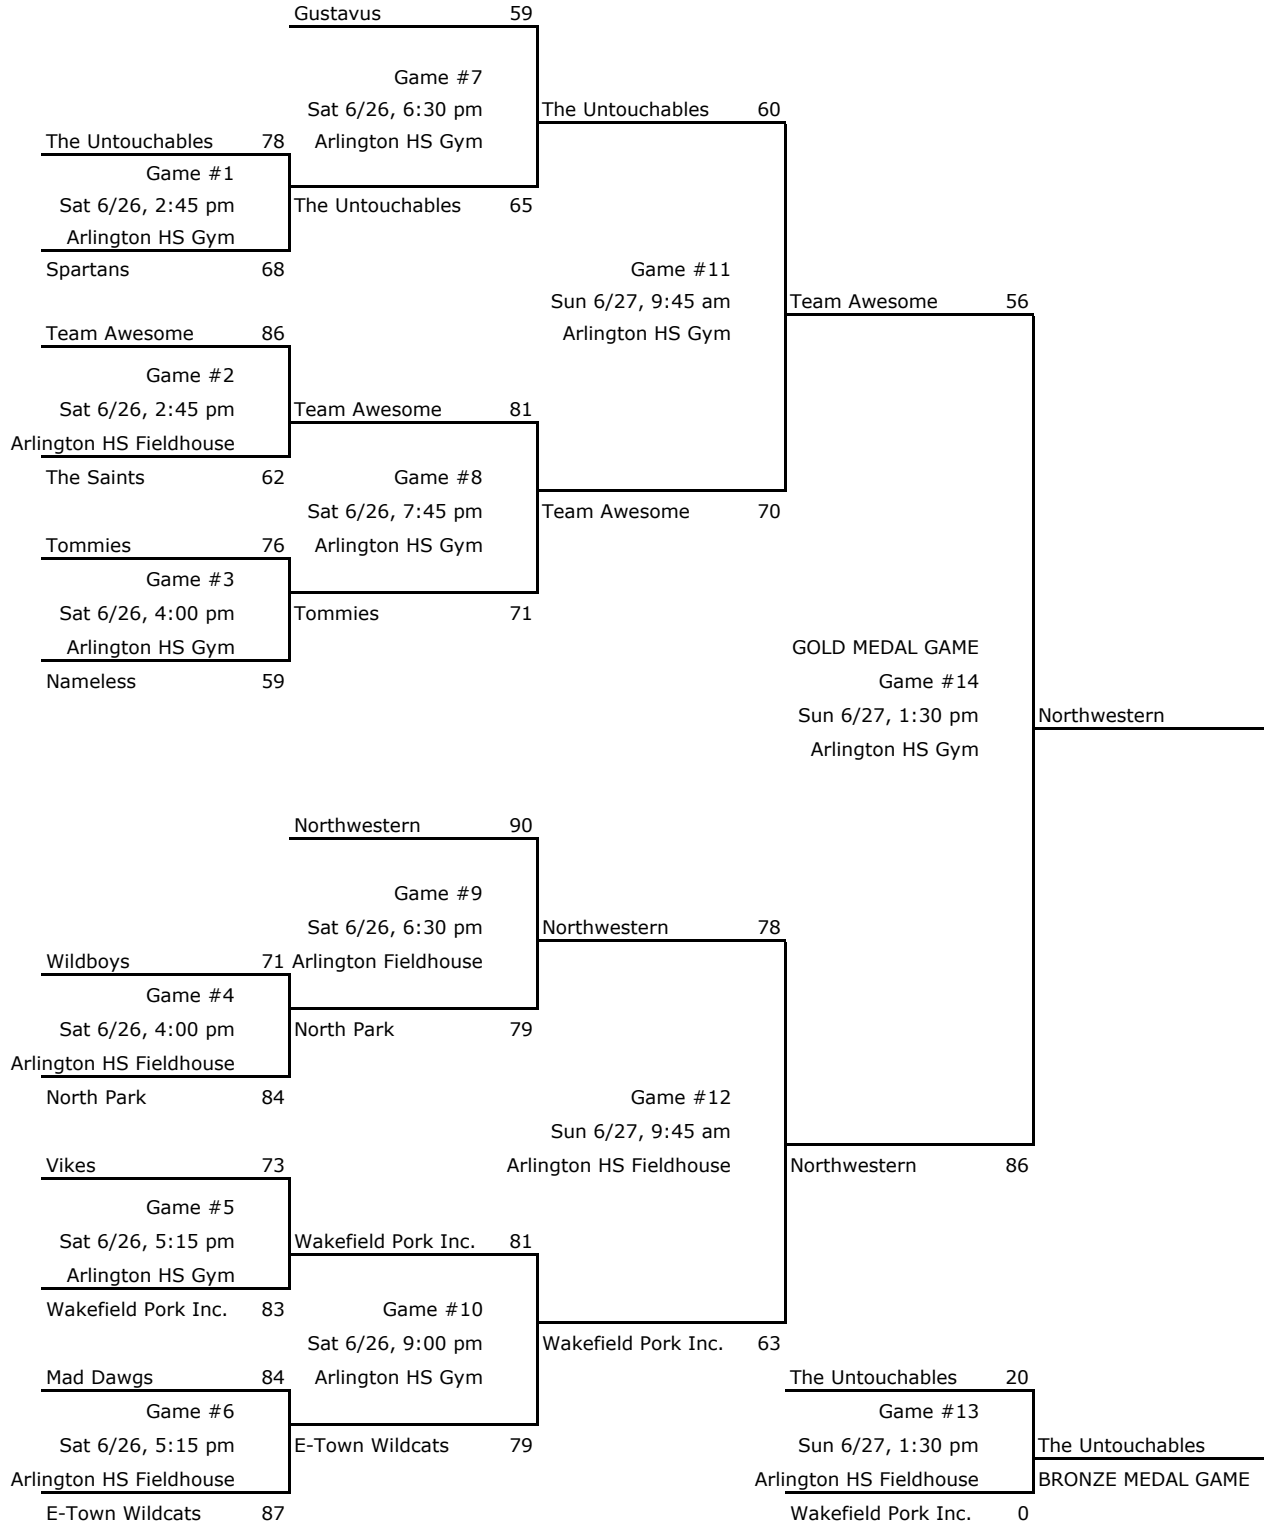 Gustavus 59
Game #7
Sat 6/26, 6:30 pm
The Untouchables 60
The Untouchables 78
Arlington HS Gym
Game #1
Sat 6/26, 2:45 pm
The Untouchables 65
Arlington HS Gym
Spartans 68
Game #11
Sun 6/27, 9:45 am
Team Awesome 56
Team Awesome 86
Arlington HS Gym
Game #2
Sat 6/26, 2:45 pm
Team Awesome 81
Arlington HS Fieldhouse
The Saints 62
Game #8
Sat 6/26, 7:45 pm
Team Awesome 70
Tommies 76
Arlington HS Gym
Game #3
Sat 6/26, 4:00 pm
Tommies 71
Arlington HS Gym
GOLD MEDAL GAME
Nameless 59
Game #14
Sun 6/27, 1:30 pm
Northwestern
Arlington HS Gym
Northwestern 90
Game #9
Sat 6/26, 6:30 pm
Northwestern 78
Wildboys 71
Arlington Fieldhouse
Game #4
Sat 6/26, 4:00 pm
North Park 79
Arlington HS Fieldhouse
North Park 84
Game #12
Sun 6/27, 9:45 am
Vikes 73
Arlington HS Fieldhouse
Northwestern 86
Game #5
Sat 6/26, 5:15 pm
Wakefield Pork Inc. 81
Arlington HS Gym
Wakefield Pork Inc. 83
Game #10
Sat 6/26, 9:00 pm
Wakefield Pork Inc. 63
Mad Dawgs 84
Arlington HS Gym
The Untouchables 20
Game #6
Game #13
Sat 6/26, 5:15 pm
E-Town Wildcats 79
Sun 6/27, 1:30 pm
The Untouchables
Arlington HS Fieldhouse
Arlington HS Fieldhouse
BRONZE MEDAL GAME
E-Town Wildcats 87
Wakefield Pork Inc. 0